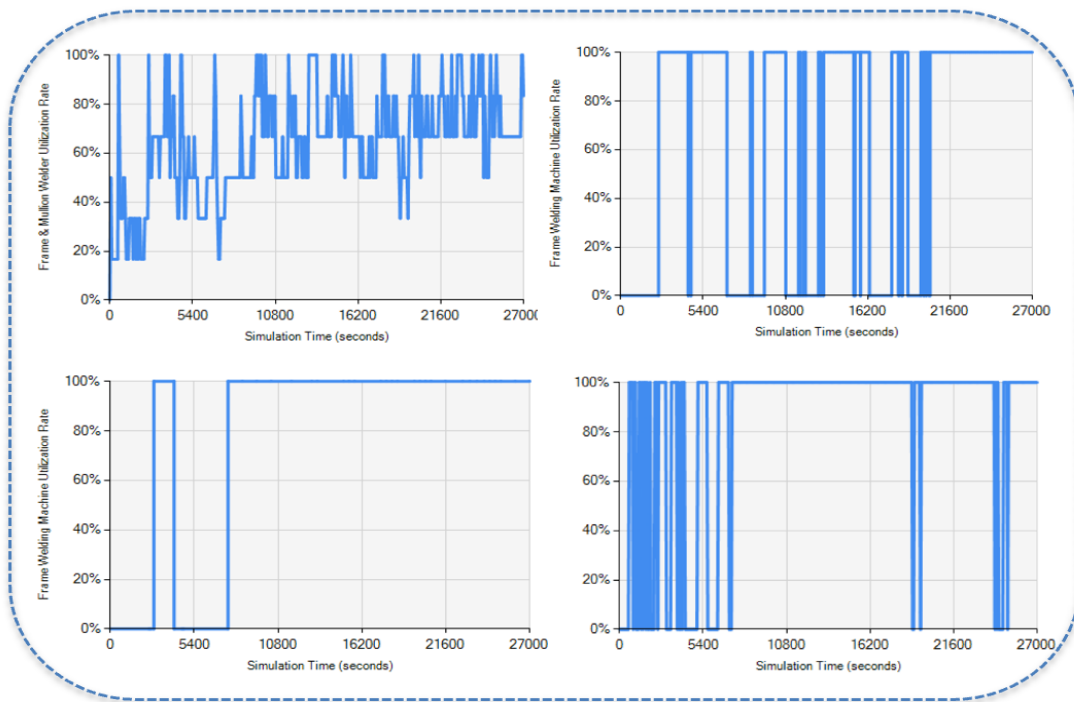 Frame & Mullion Welder Utilization Rate
100%
80%
60%
40%
20%
0%
0 5400 10800 16200 21600 2700
Simulation Time (seconds)
Frame Welding Machine Utilization Rate
100%
80%
60%
40%
20%
0%
0 5400 10800 16200 21600 27000
Simulation Time (seconds)
Frame Welding Machine Utilization Rate
100%
80%
60%
40%
20%
0%
0 5400 10800 16200 21600 27000
Simulation Time (seconds)
100%
80%
60%
40%
20%
0%
0 5400 10800 16200 21600 27000
Simulation Time (seconds)